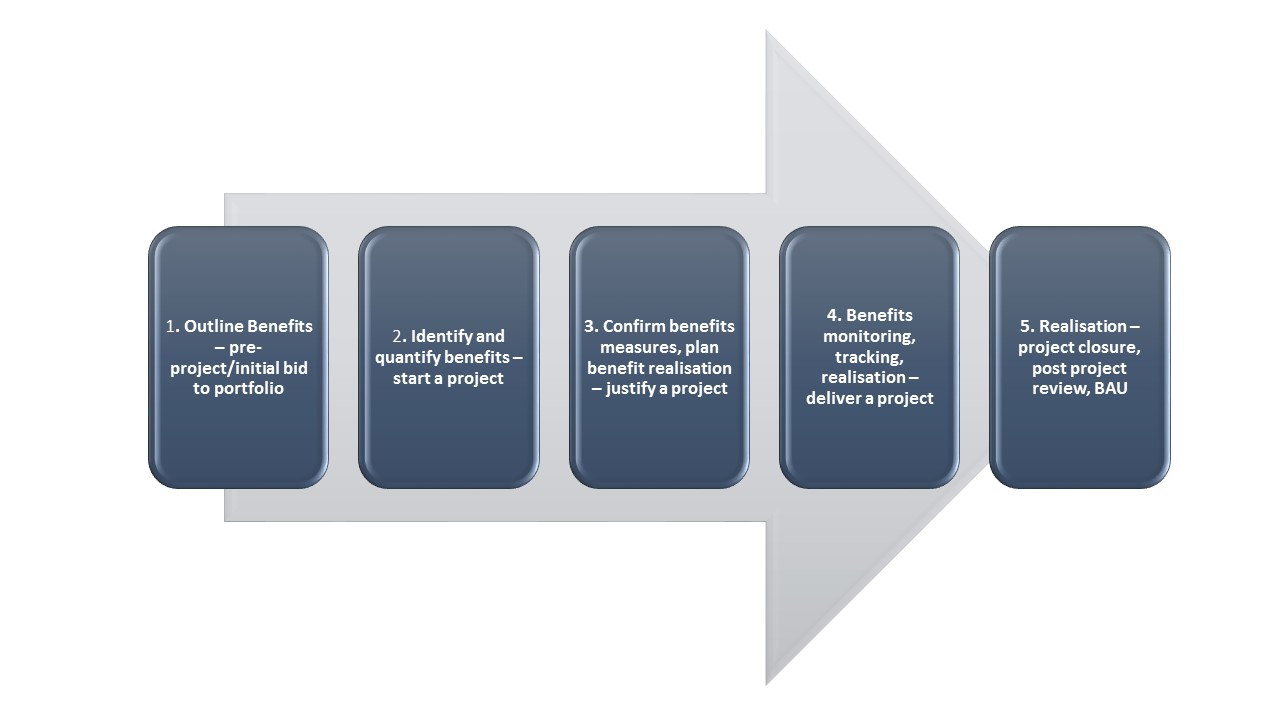 1. Outline Benefits
– pre-
project/initial bid
to portfolio
2. Identify and
quantify benefits –
start a project
3. Confirm benefits
measures, plan
benefit realisation
– justify a project
4. Benefits
monitoring,
tracking,
realisation –
deliver a project
5. Realisation –
project closure,
post project
review, BAU